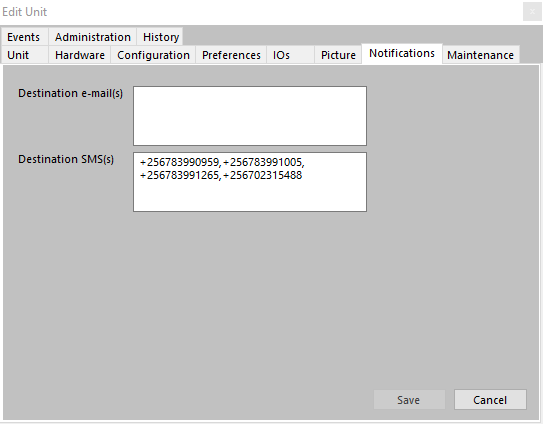 Edit Unit
x
Events Administration History
Unit Hardware Configuration Preferences IOs Picture Notifications Maintenance
Destination e-mail(s)
Destination SMS(s)
+256783990959,+256783991005,
+256783991265,+256702315488
Save Cancel